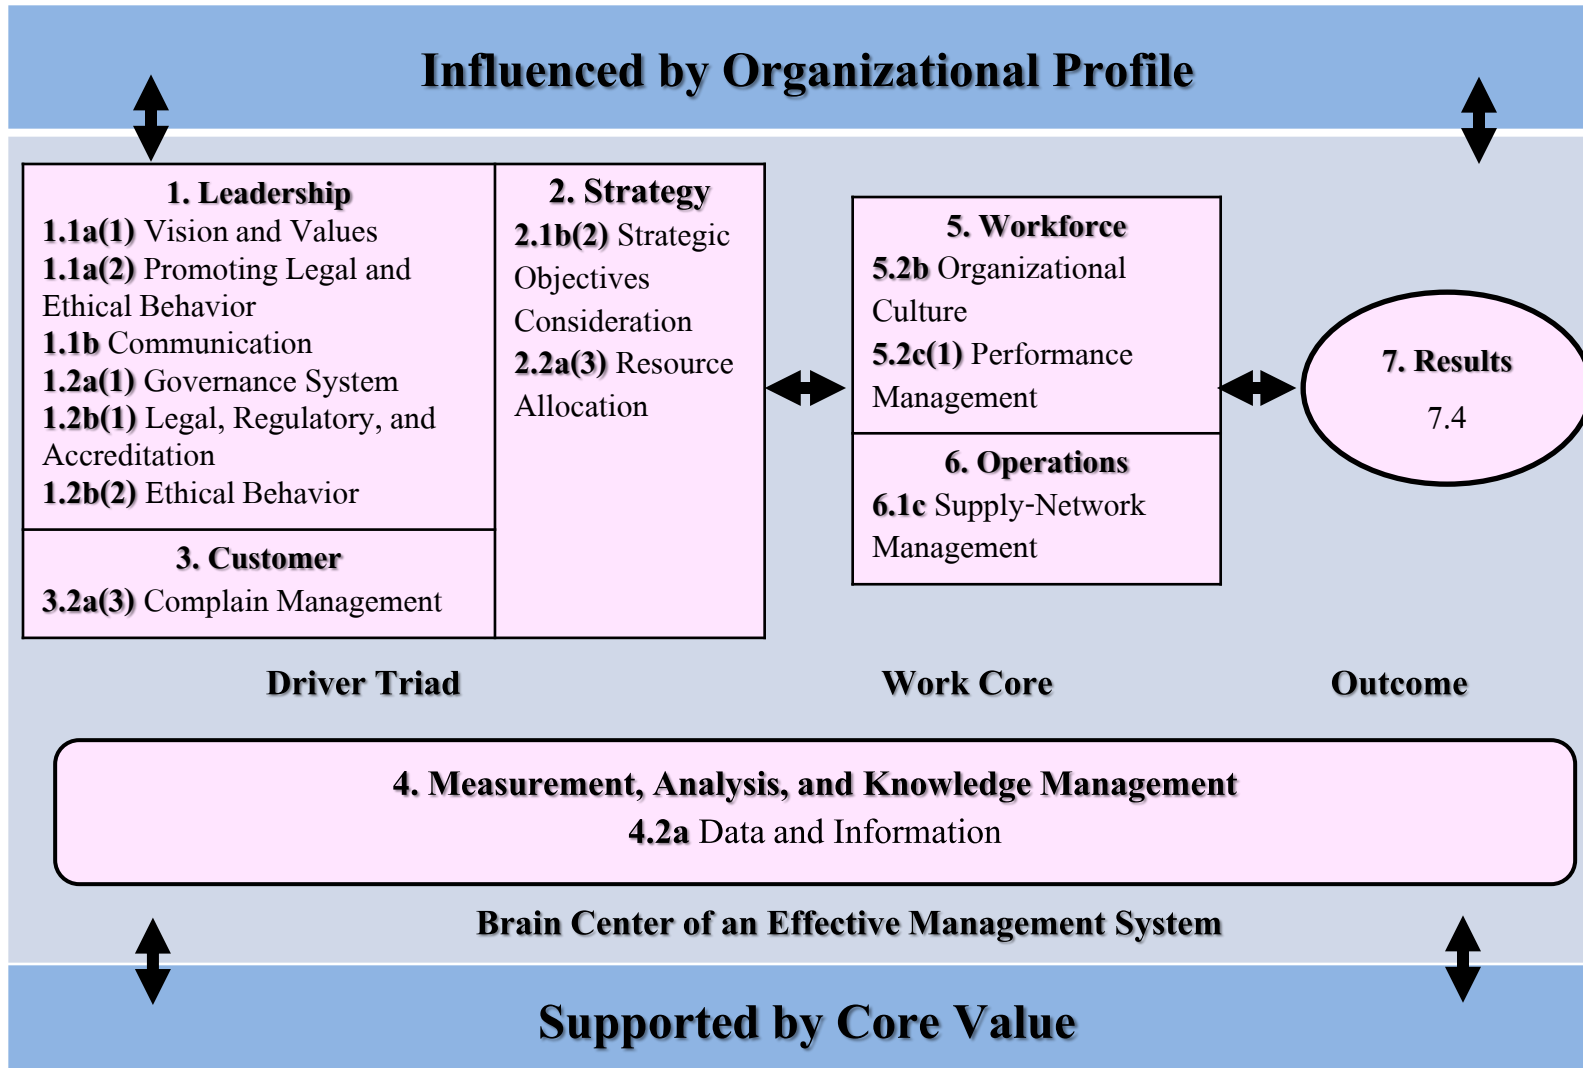 Influenced by Organizational Profile
1. Leadership
1.1a(1) Vision and Values
1.1a(2) Promoting Legal and
Ethical Behavior
1.1b Communication
1.2a(1) Governance System
1.2b(1) Legal, Regulatory, and
Accreditation
1.2b(2) Ethical Behavior
2. Strategy
2.1b(2) Strategic
Objectives
Consideration
2.2a(3) Resource
Allocation
3. Customer
3.2a(3) Complain Management
5. Workforce
5.2b Organizational
Culture
5.2c(1) Performance
Management
6. Operations
6.1c Supply-Network
Management
7. Results
7.4
Driver Triad
Work Core
Outcome
4. Measurement, Analysis, and Knowledge Management
4.2a Data and Information
Brain Center of an Effective Management System
Supported by Core Value